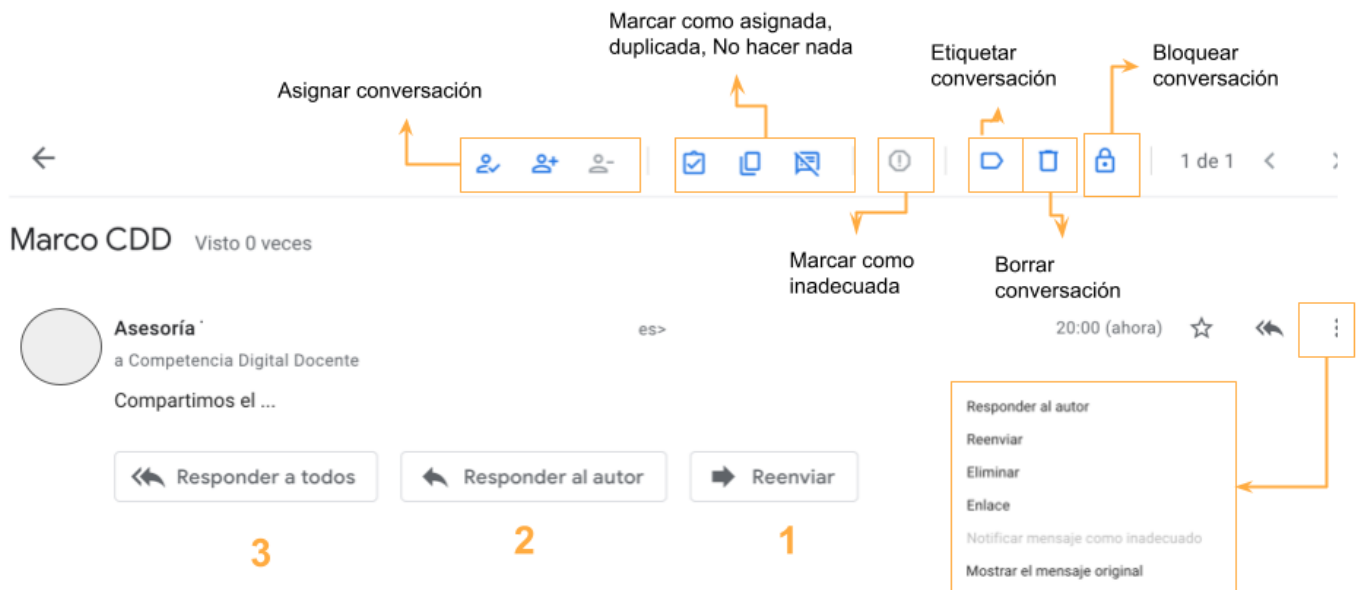 Marcar como asignada,
duplicada, No hacer nada
Etiquetar
conversación
Bloquear
conversación
Asignar conversación
1 de 1
Marco CDD Visto 0 veces
Marcar como
inadecuada
Borrar
conversación
Asesoría es> 20:00 (ahora)
a Competencia Digital Docente
Compartimos el ...
Responder a todos Responder al autor Reenviar
3 2 1
Responder al autor
Reenviar
Eliminar
Enlace
Notificar mensaje como inadecuado
Mostrar el mensaje original